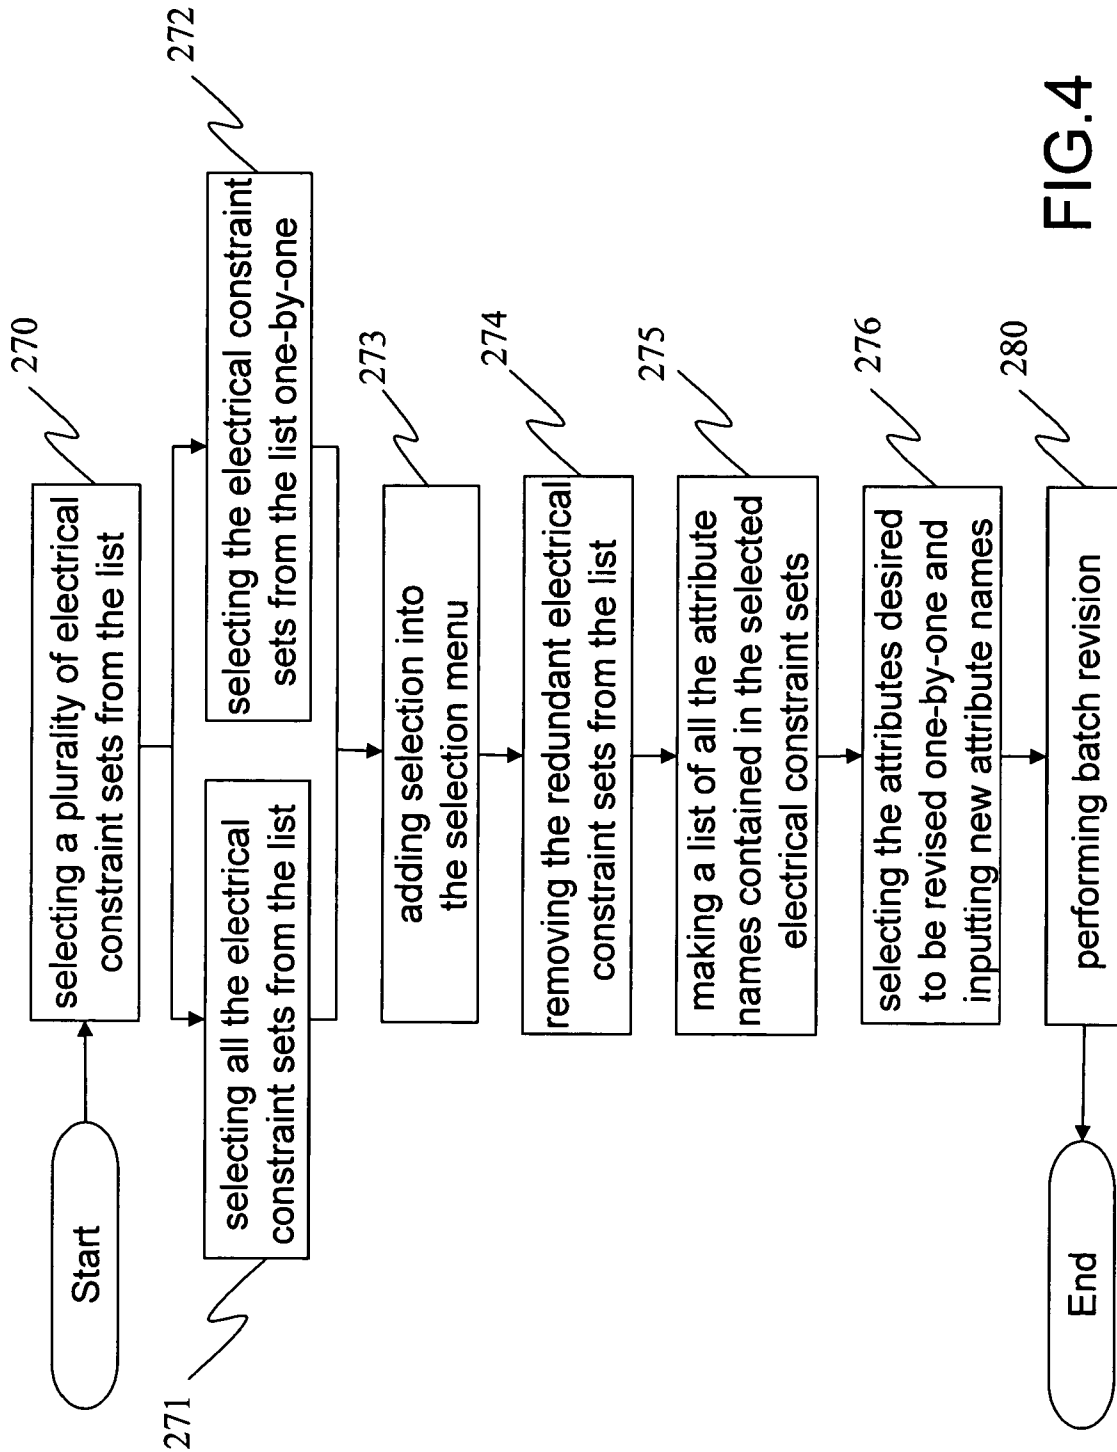 Start
selecting a plurality of electrical
constraint sets from the list
270
selecting all the electrical
constraint sets from the list
271
selecting the electrical constraint
sets from the list one-by-one
272
adding selection into
the selection menu
273
removing the redundant electrical
constraint sets from the list
274
making a list of all the attribute
names contained in the selected
electrical constraint sets
275
selecting the attributes desired
to be revised one-by-one and
inputting new attribute names
276
performing batch revision
280
End
FIG.4